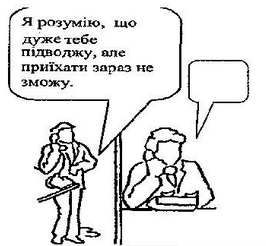 Я розумію, що
дуже тебе
підводжу, але
приїхати зараз не
зможу.